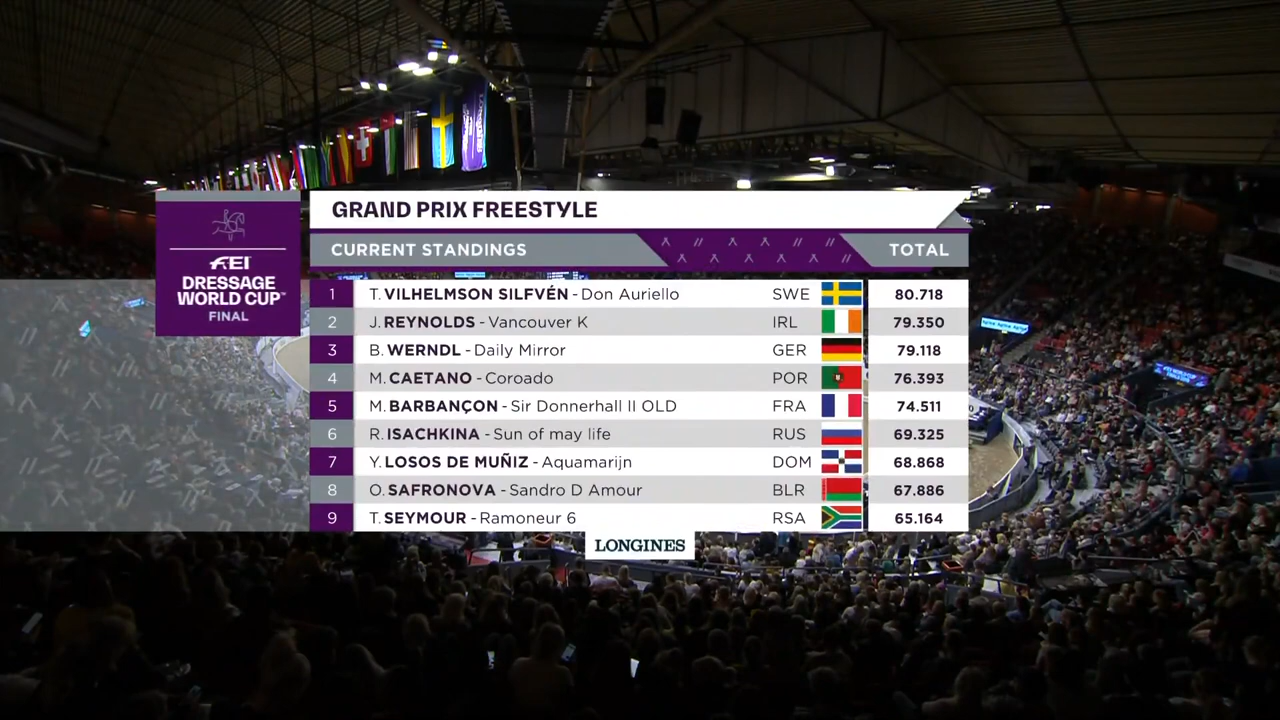 GRAND PRIX FREESTYLE
CURRENT STANDINGS TOTAL
FEI
DRESSAGE
WORLD CUP™
FINAL
1 T. VILHELMSON SILFVÉN - Don Auriello SWE 80.718
2 J. REYNOLDS - Vancouver K IRL 79.350
3 B. WERNDL - Daily Mirror GER 79.118
4 M. CAETANO - Coroado POR 76.393
5 M. BARBANÇON - Sir Donnerhall II OLD FRA 74.511
6 R. ISACHKINA - Sun of may life RUS 69.325
7 Y. LOSOS DE MUÑIZ - Aquamarijn DOM 68.868
8 O. SAFRONOVA - Sandro D Amour BLR 67.886
9 T. SEYMOUR - Ramoneur 6 RSA 65.164
LONGINES